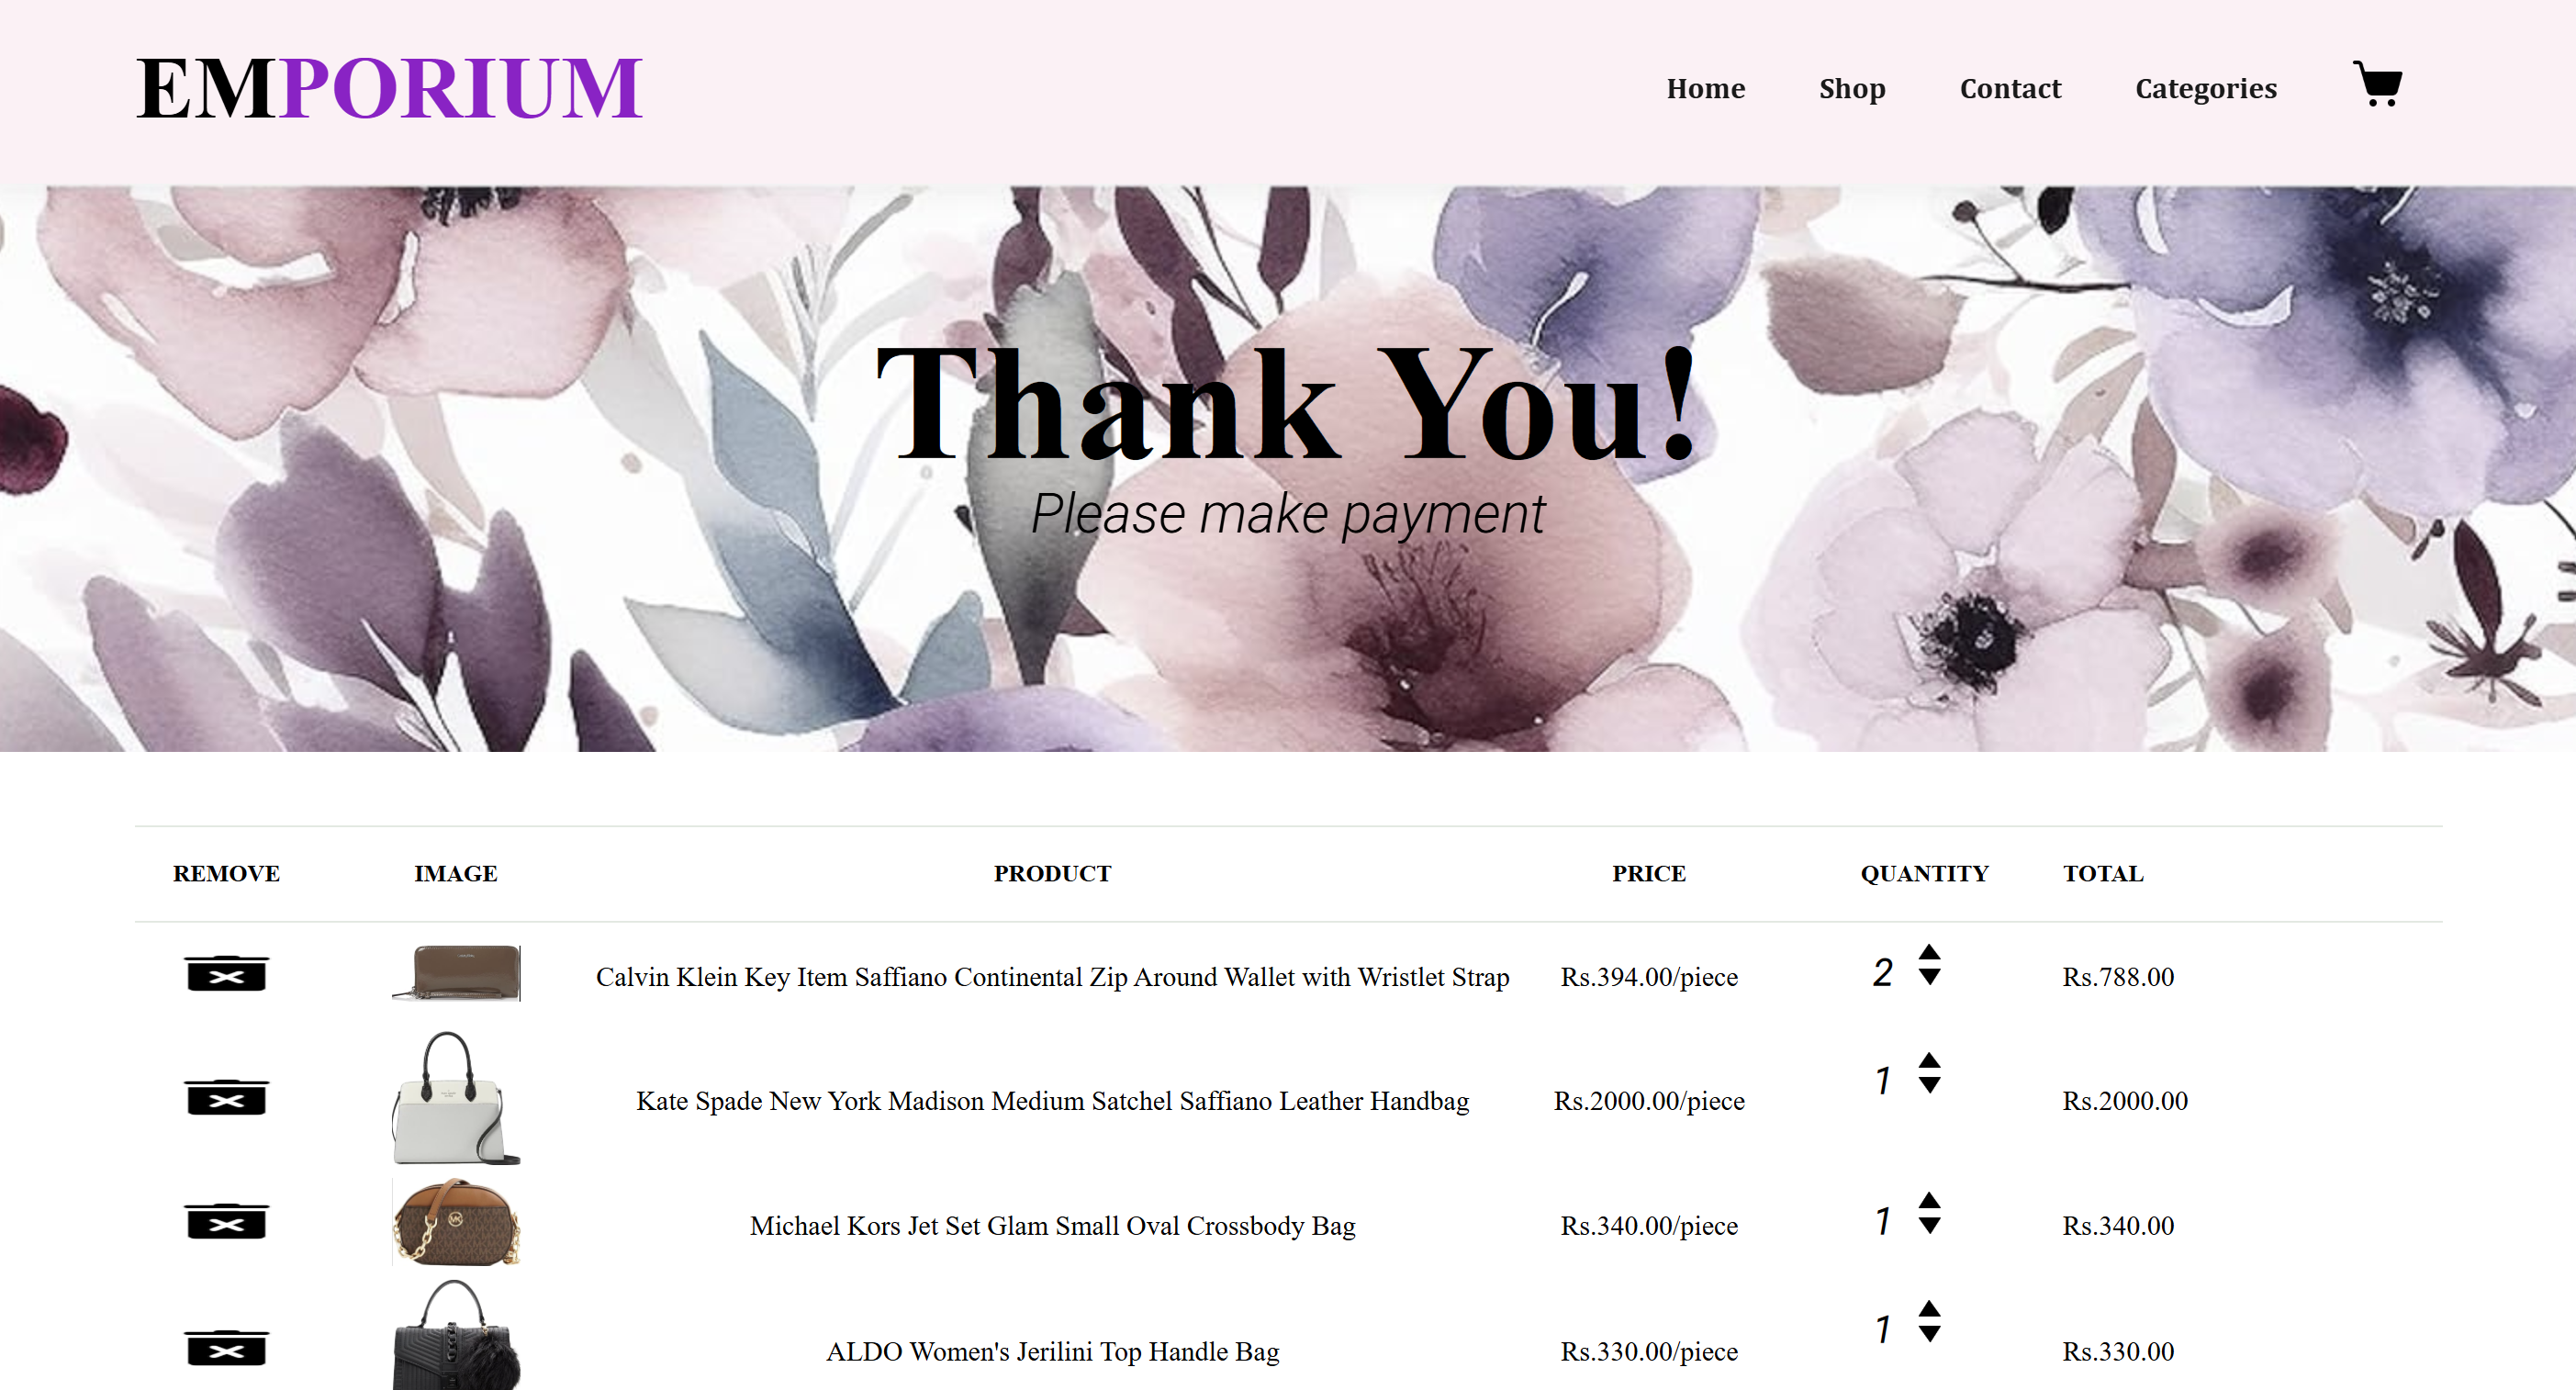 EMPORIUM
Home Shop Contact Categories
Thank You!
Please make payment
REMOVE IMAGE PRODUCT PRICE QUANTITY TOTAL
Calvin Klein Key Item Saffiano Continental Zip Around Wallet with Wristlet Strap Rs.394.00/piece 2 Rs.788.00
Kate Spade New York Madison Medium Satchel Saffiano Leather Handbag Rs.2000.00/piece 1 Rs.2000.00
Michael Kors Jet Set Glam Small Oval Crossbody Bag Rs.340.00/piece 1 Rs.340.00
ALDO Women's Jerilini Top Handle Bag Rs.330.00/piece 1 Rs.330.00